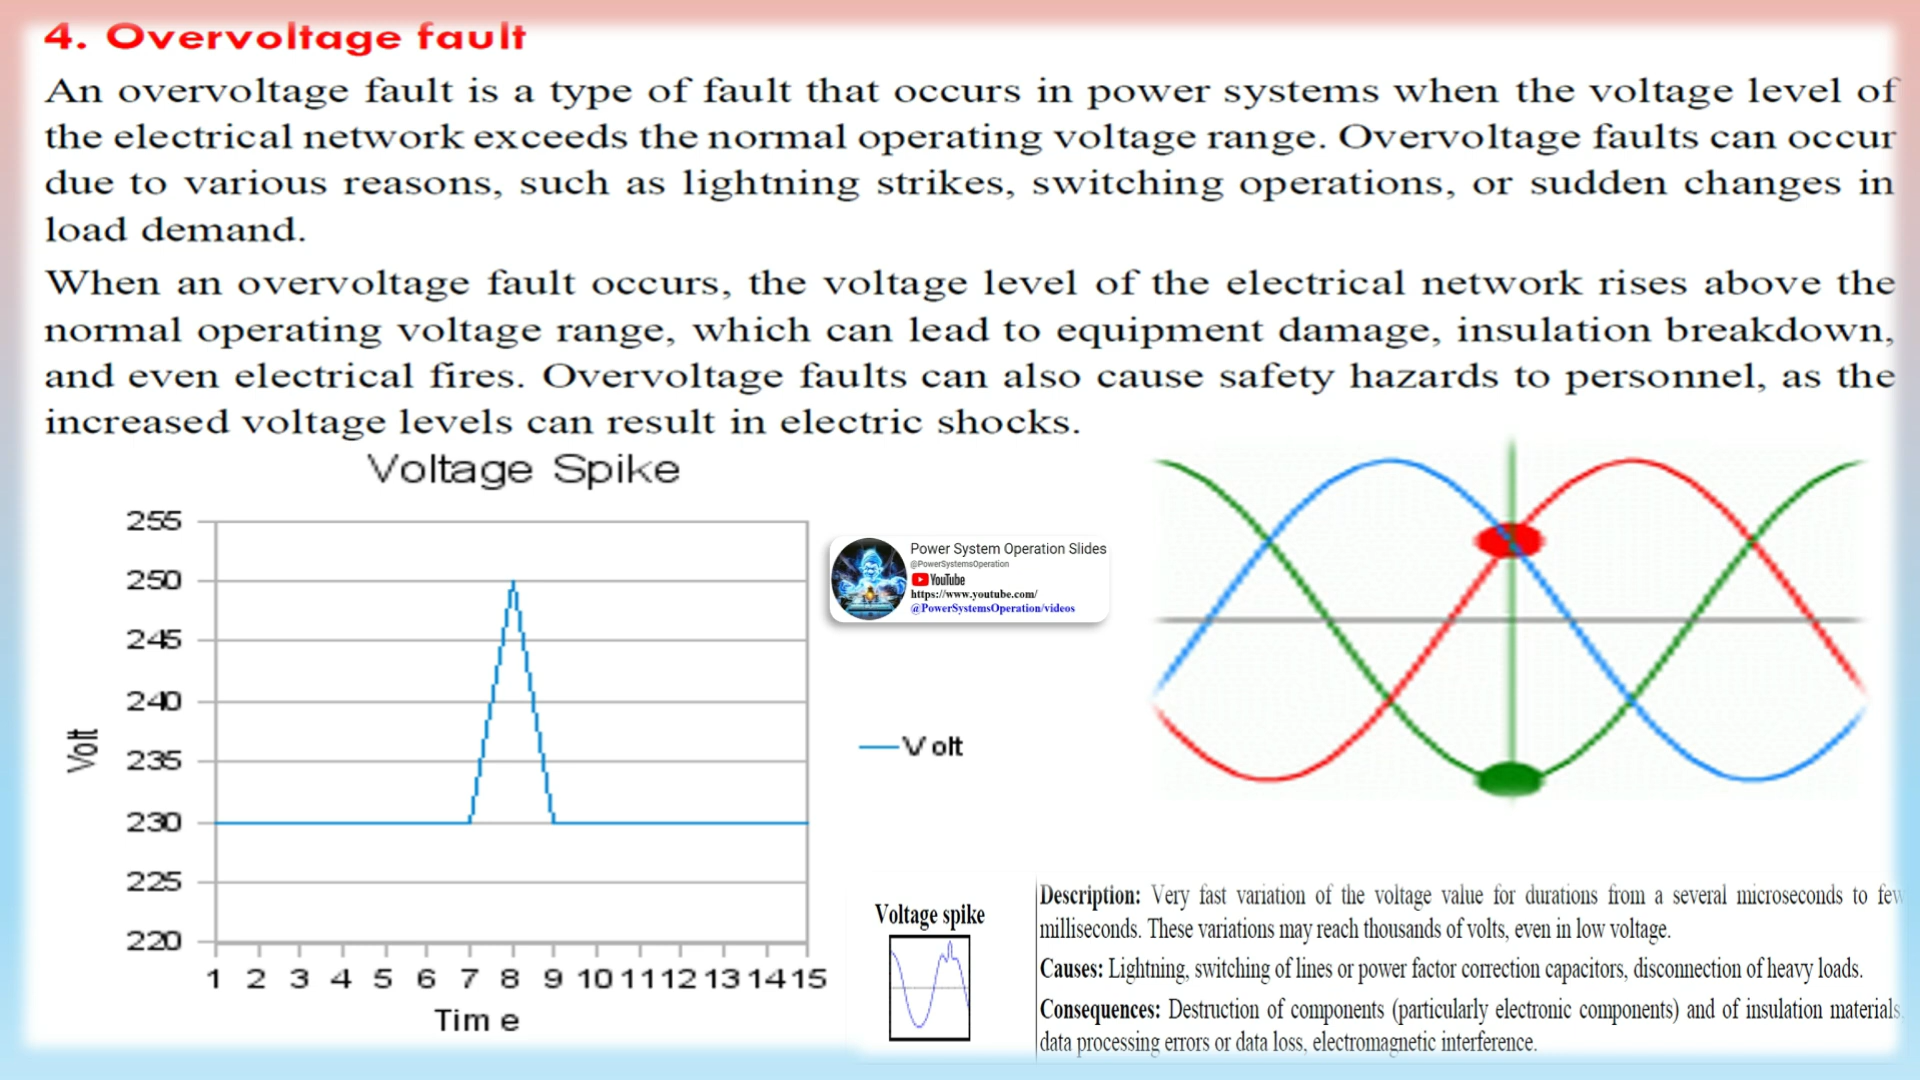 4. Overvoltage fault
An overvoltage fault is a type of fault that occurs in power systems when the voltage level of
the electrical network exceeds the normal operating voltage range. Overvoltage faults can occur
due to various reasons, such as lightning strikes, switching operations, or sudden changes in
load demand.
When an overvoltage fault occurs, the voltage level of the electrical network rises above the
normal operating voltage range, which can lead to equipment damage, insulation breakdown,
and even electrical fires. Overvoltage faults can also cause safety hazards to personnel, as the
increased voltage levels can result in electric shocks.
Voltage Spike
255
250
245
240
235
230
225
220
Volt
1 2 3 4 5 6 7 8 9 10 11 12 13 14 15
Time
Volt
Power System Operation Slides
@PowerSystemsOperation
YouTube
https://www.youtube.com/
@PowerSystemsOperation/videos
Voltage spike
Description: Very fast variation of the voltage value for durations from a several microseconds to few
milliseconds. These variations may reach thousands of volts, even in low voltage.
Causes: Lightning, switching of lines or power factor correction capacitors, disconnection of heavy loads.
Consequences: Destruction of components (particularly electronic components) and of insulation materials,
data processing errors or data loss, electromagnetic interference.